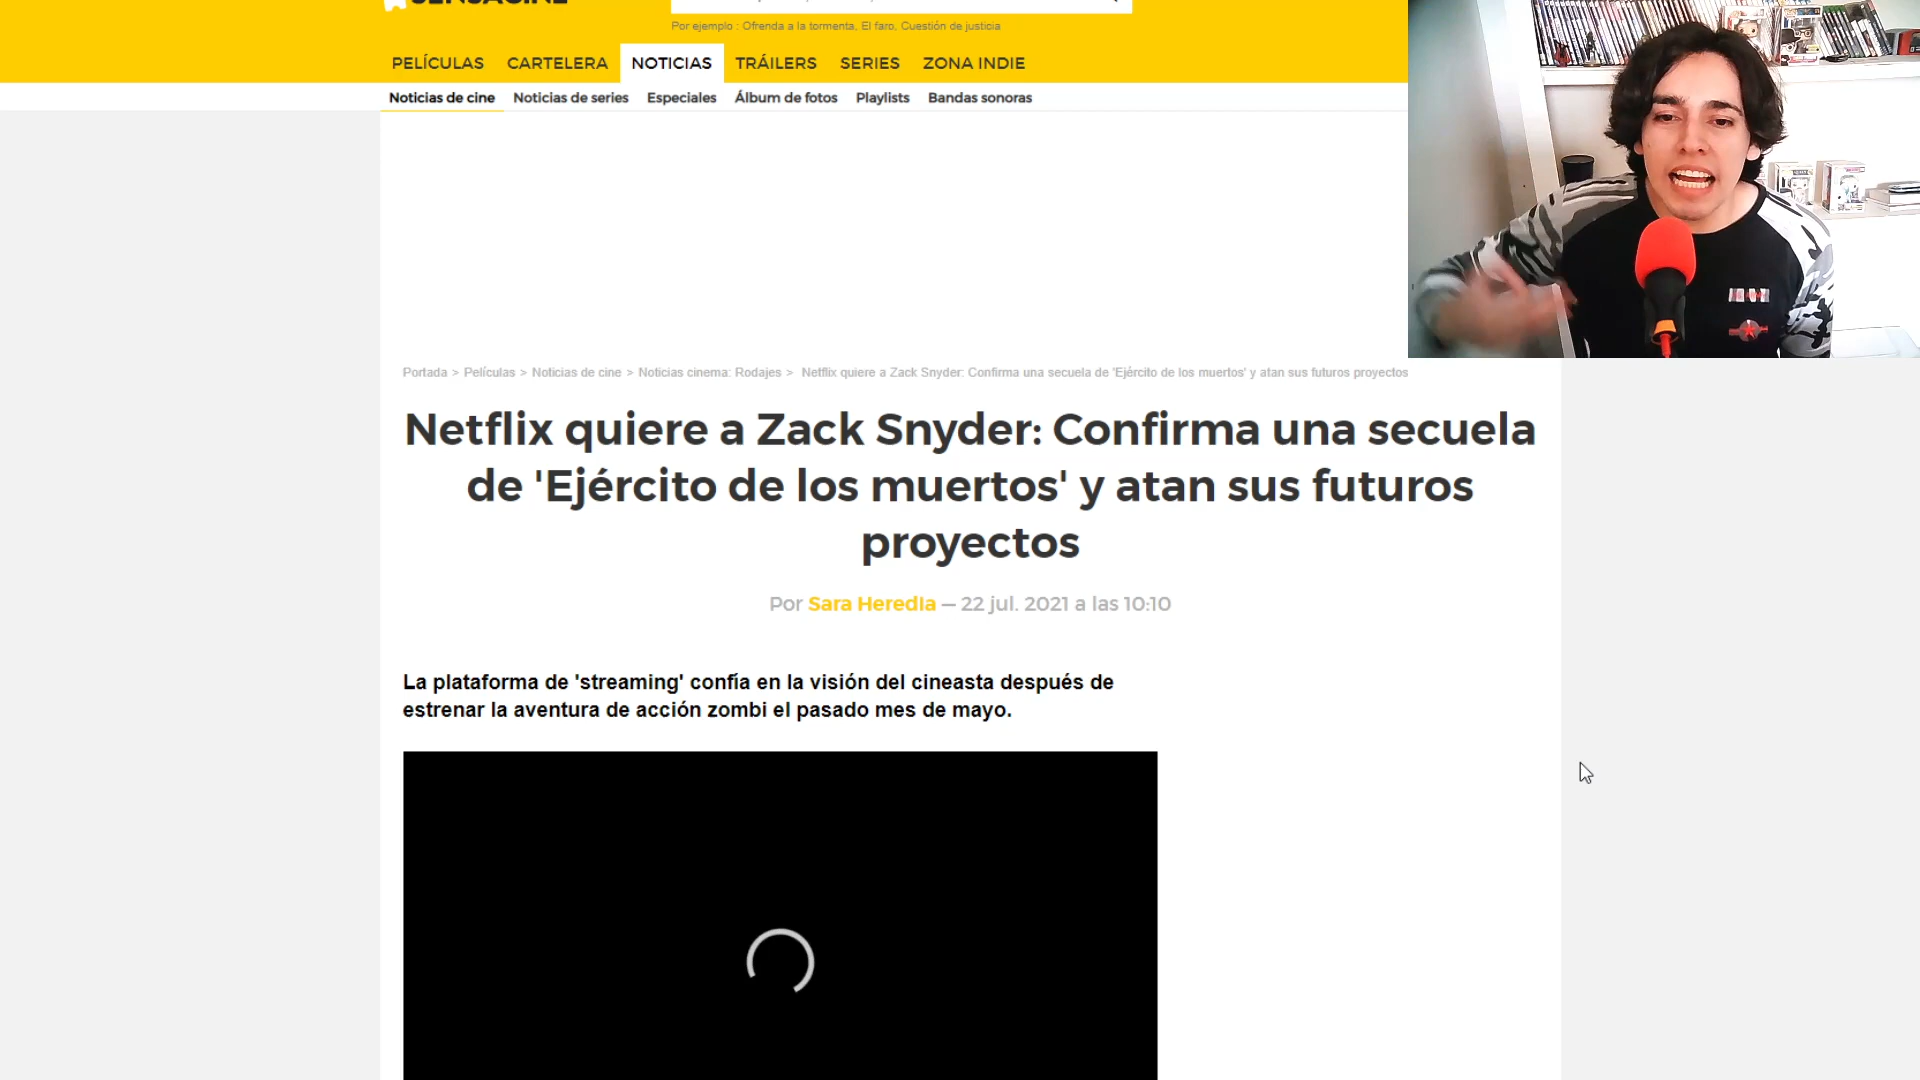 SENSACINE
Por ejemplo : Ofrenda a la tormenta, El faro, Cuestión de justicia
PELÍCULAS CARTELERA NOTICIAS TRÁILERS SERIES ZONA INDIE
Noticias de cine Noticias de series Especiales Álbum de fotos Playlists Bandas sonoras
Portada > Películas > Noticias de cine > Noticias cinema: Rodajes > Netflix quiere a Zack Snyder: Confirma una secuela de 'Ejército de los muertos' y atan sus futuros proyectos
Netflix quiere a Zack Snyder: Confirma una secuela
de 'Ejército de los muertos' y atan sus futuros
proyectos
Por Sara Heredia — 22 jul. 2021 a las 10:10
La plataforma de 'streaming' confía en la visión del cineasta después de
estrenar la aventura de acción zombi el pasado mes de mayo.